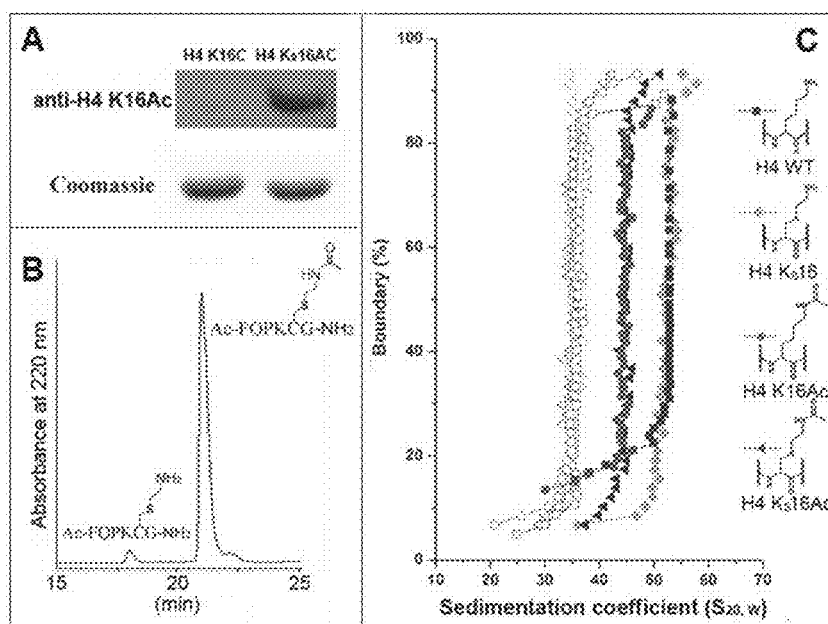 A
H4 K16C H4 Ks16AC
anti-H4 K16Ac
Coomassie
B
Absorbance at 220 nm
NH₂
S
Ac-FQPKCG-NH₂
O
HN
S
Ac-FQPKCG-NH₂
15 20 25
(min)
C
Boundary (%)
100
80
60
40
20
0
10 20 30 40 50 60 70
Sedimentation coefficient (S20, w)
H4 WT
H4 Ks16
H4 K16Ac
H4 Ks16Ac